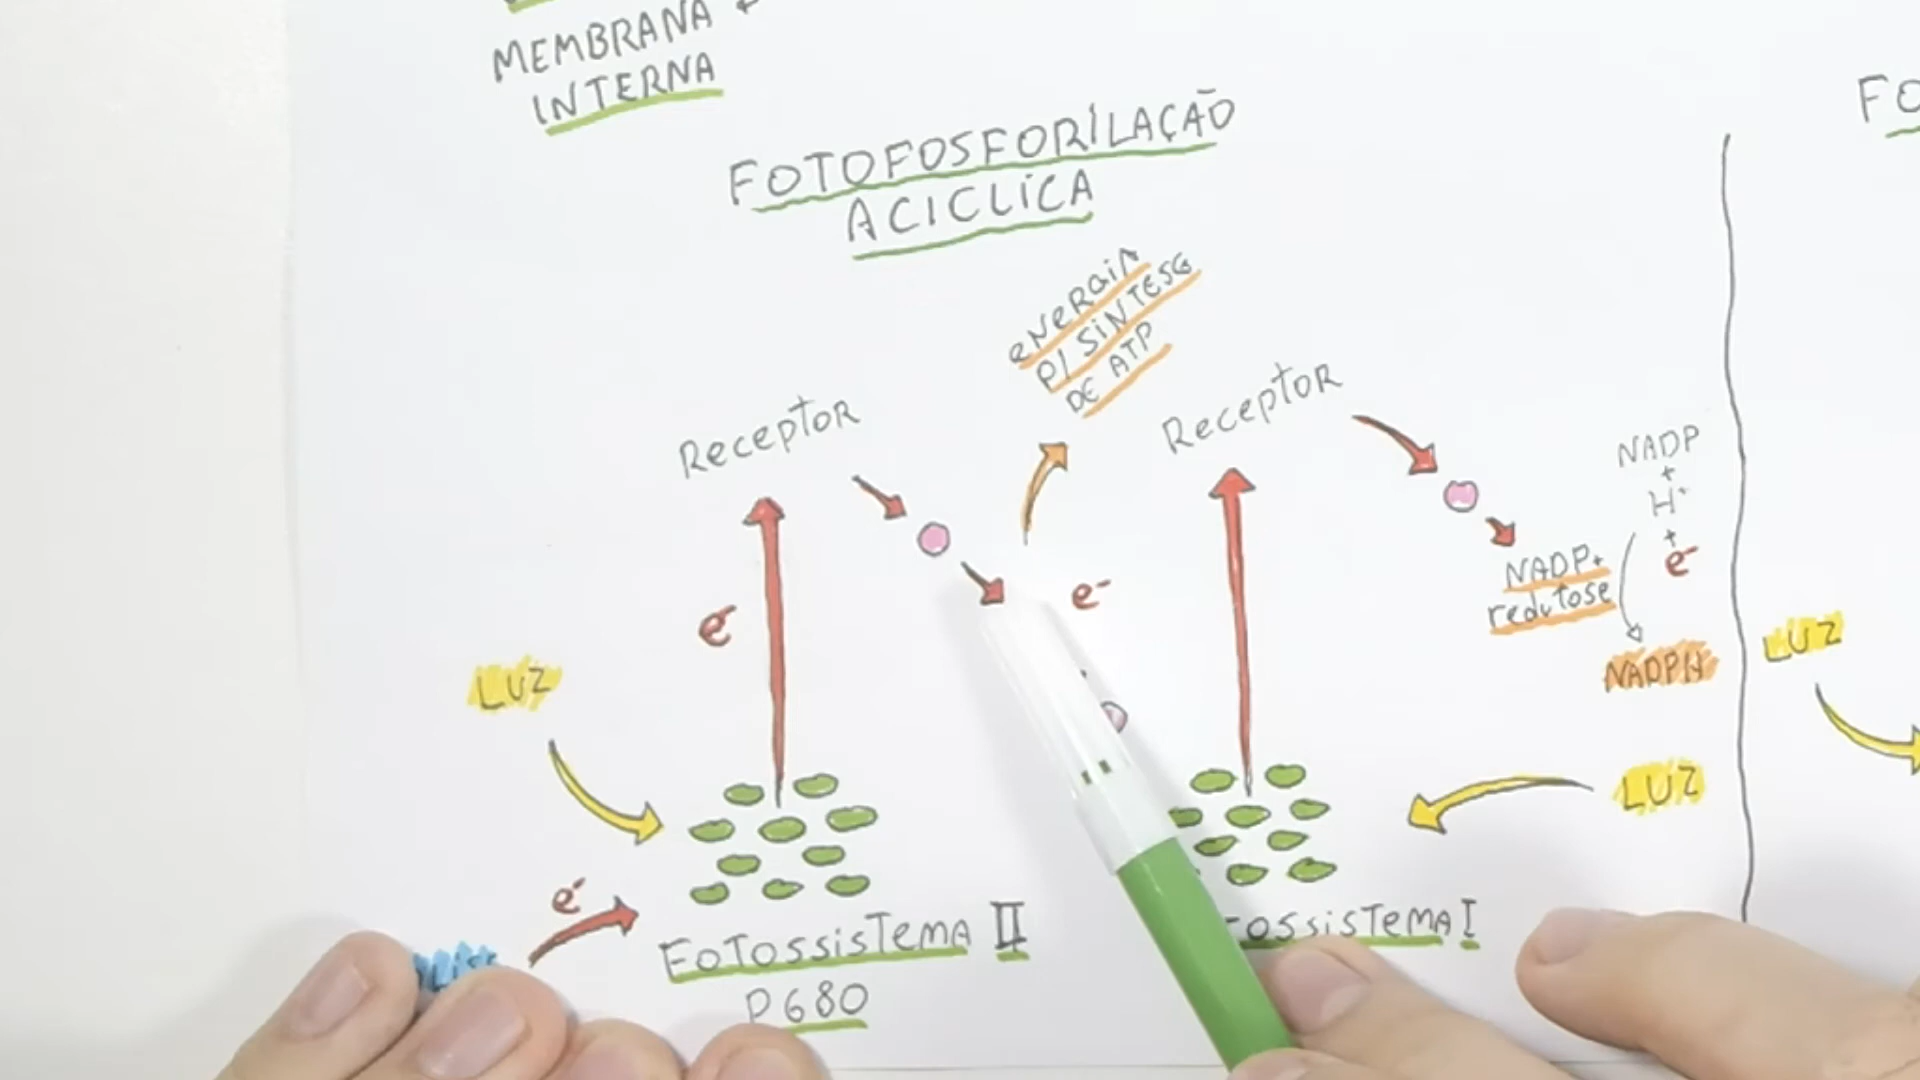 MEMBRANA
INTERNA
FOTOFOSFORILAÇÃO
ACICLICA
FO
eNeRGiA
P/ SiNTESe
DE ATP
Receptor
Receptor
NADP
+
H+
+
e-
NADP+
redutose
NADPH
e-
e-
LUZ
LUZ
LUZ
e-
FoTossisTema II
P680
ossisTema I